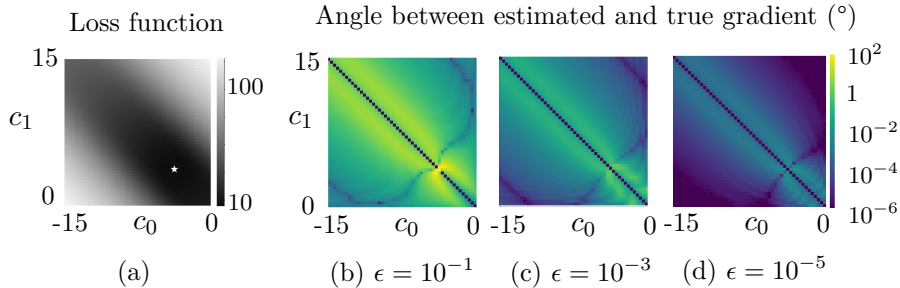 Loss function
Angle between estimated and true gradient (°)
15
c₁
0
-15
c₀
0
100
10
15
c₁
0
-15
c₀
0
-15
c₀
0
-15
c₀
0
10²
1
10⁻²
10⁻⁴
10⁻⁶
(a)
(b) ϵ = 10⁻¹
(c) ϵ = 10⁻³
(d) ϵ = 10⁻⁵